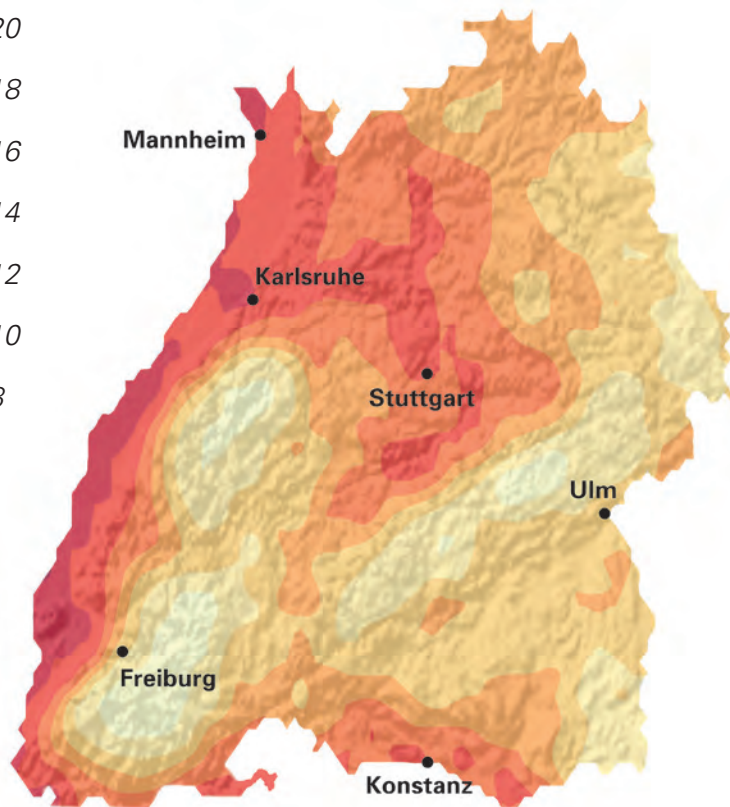 20
18
16
Mannheim
14
12
Karlsruhe
10
8
Stuttgart
Ulm
Freiburg
Konstanz